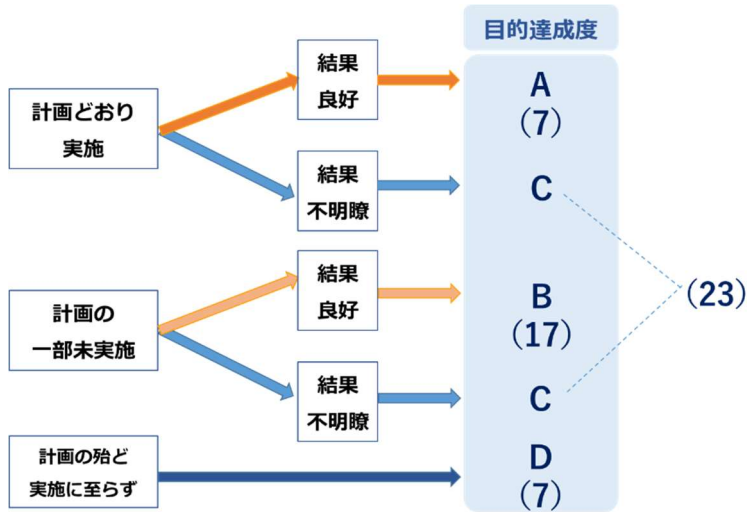 目的達成度
計画どおり
実施
結果
良好
A
(7)
結果
不明瞭
C
計画の
一部未実施
結果
良好
B
(17)
結果
不明瞭
C
(23)
計画の殆ど
実施に至らず
D
(7)